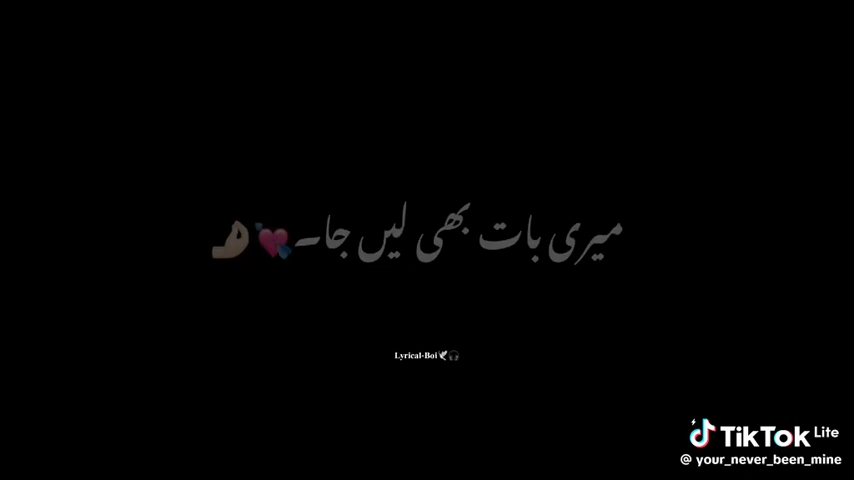 میری بات بھی لیں جا۔💘🤌🏻
Lyrical-Boi🕊️🎧
TikTok Lite
@ your_never_been_mine